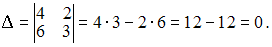 Δ = |4 2; 6 3| = 4 · 3 − 2 · 6 = 12 − 12 = 0 .